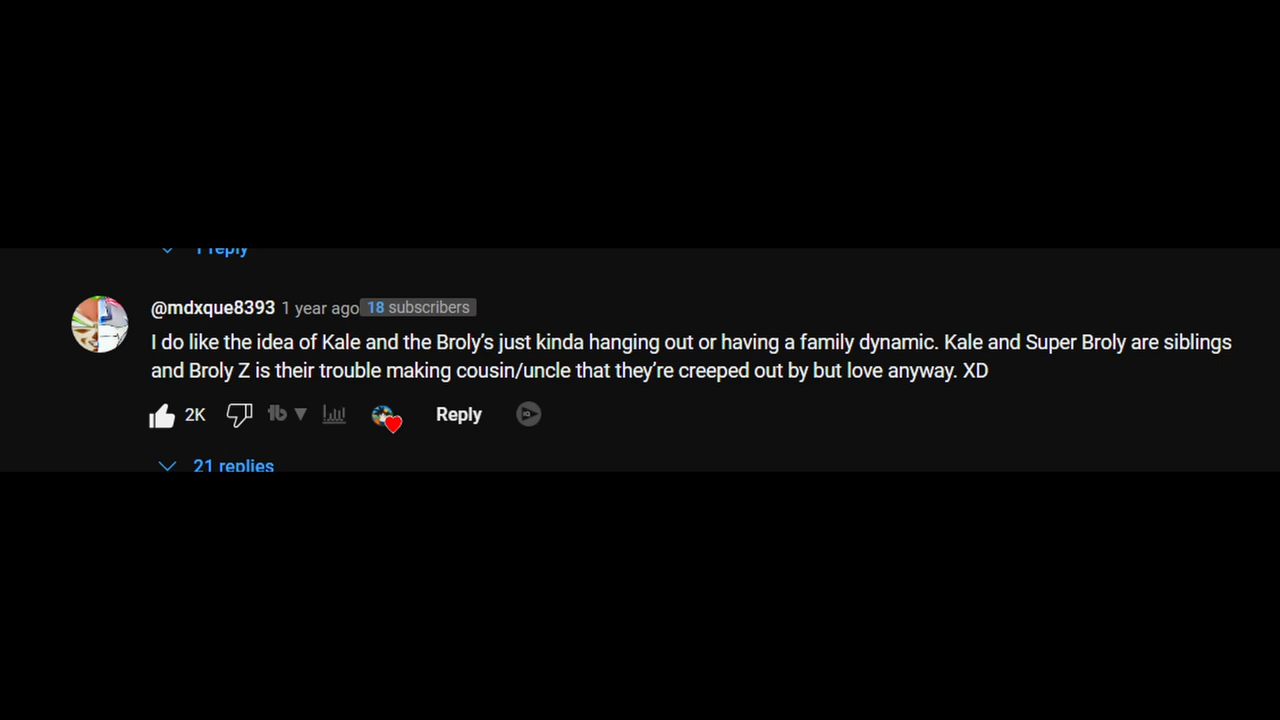 1 reply
@mdxque8393 1 year ago 18 subscribers
I do like the idea of Kale and the Broly’s just kinda hanging out or having a family dynamic. Kale and Super Broly are siblings
and Broly Z is their trouble making cousin/uncle that they’re creeped out by but love anyway. XD
2K Reply
21 replies